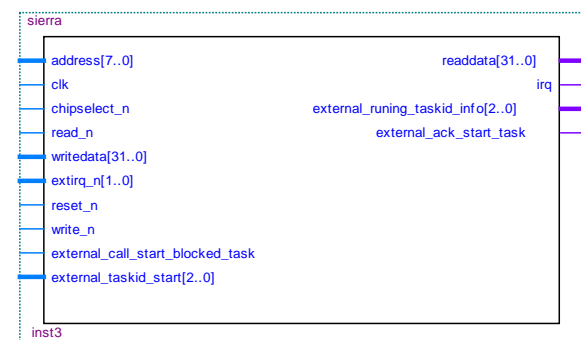 sierra
address[7..0]
readdata[31..0]
clk
irq
chipselect_n
external_runing_taskid_info[2..0]
read_n
external_ack_start_task
writedata[31..0]
extirq_n[1..0]
reset_n
write_n
external_call_start_blocked_task
external_taskid_start[2..0]
inst3